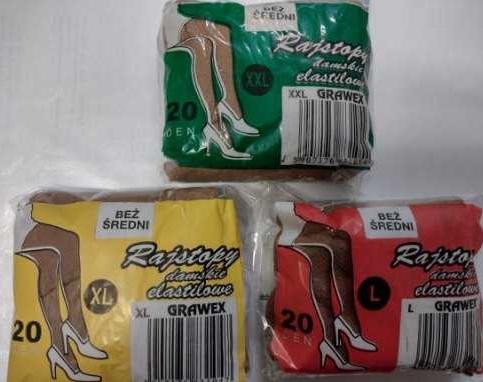 BEŻ
ŚREDNI
Rajstopy
damskie
elastilowe
XXL
XXL GRAWEX
20
DEN
BEŻ
ŚREDNI
Rajstopy
damskie
elastilowe
XL
XL GRAWEX
20
DEN
BEŻ
ŚREDNI
Rajstopy
damskie
elastilowe
L
L GRAWEX
20
DEN